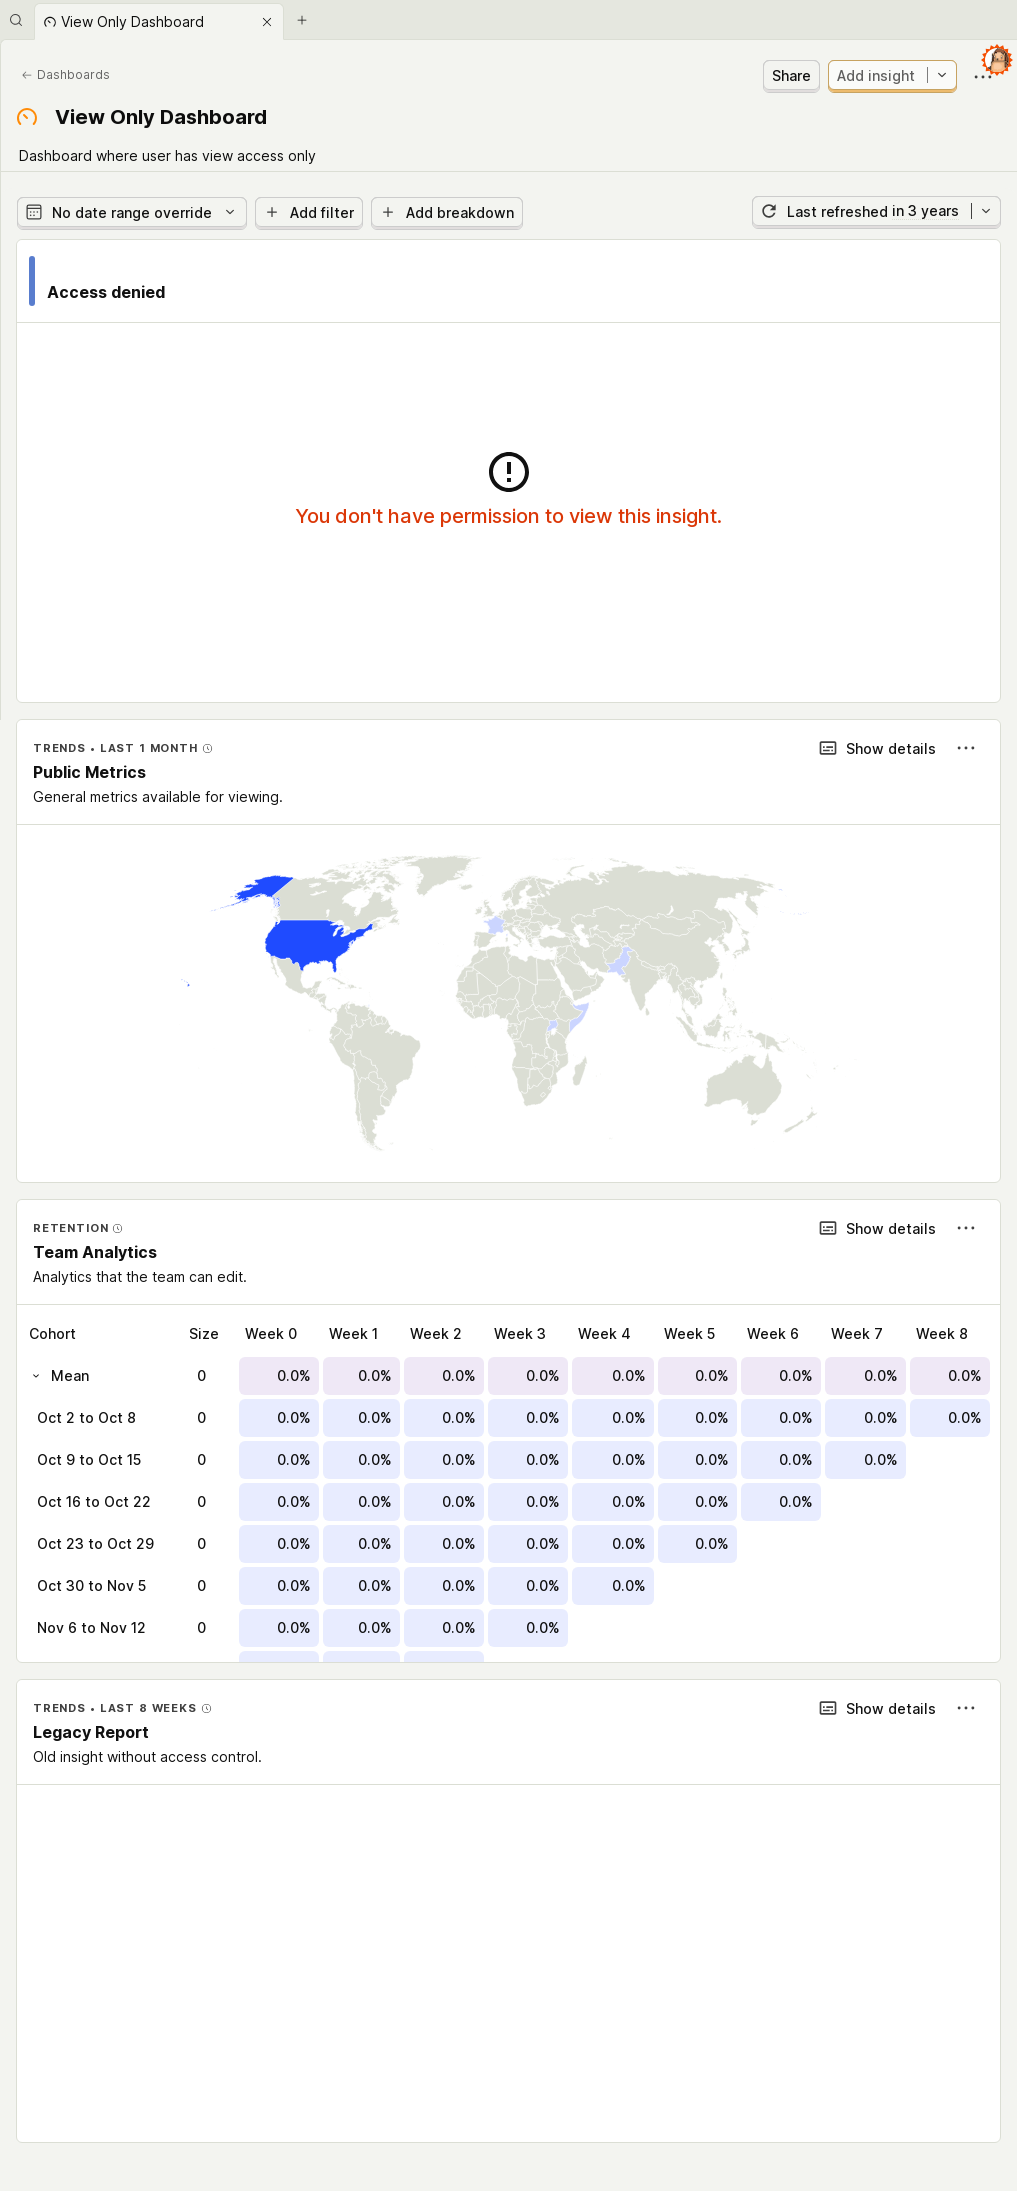 View Only Dashboard
Dashboards
Share
Add insight
View Only Dashboard
Dashboard where user has view access only
No date range override
Add filter
Add breakdown
Last refreshed in 3 years
Access denied
You don't have permission to view this insight.
TRENDS • LAST 1 MONTH
Show details
Public Metrics
General metrics available for viewing.
RETENTION
Show details
Team Analytics
Analytics that the team can edit.
Cohort Size Week 0 Week 1 Week 2 Week 3 Week 4 Week 5 Week 6 Week 7 Week 8
Mean 0 0.0% 0.0% 0.0% 0.0% 0.0% 0.0% 0.0% 0.0% 0.0%
Oct 2 to Oct 8 0 0.0% 0.0% 0.0% 0.0% 0.0% 0.0% 0.0% 0.0% 0.0%
Oct 9 to Oct 15 0 0.0% 0.0% 0.0% 0.0% 0.0% 0.0% 0.0% 0.0%
Oct 16 to Oct 22 0 0.0% 0.0% 0.0% 0.0% 0.0% 0.0% 0.0%
Oct 23 to Oct 29 0 0.0% 0.0% 0.0% 0.0% 0.0% 0.0%
Oct 30 to Nov 5 0 0.0% 0.0% 0.0% 0.0% 0.0%
Nov 6 to Nov 12 0 0.0% 0.0% 0.0% 0.0%
TRENDS • LAST 8 WEEKS
Show details
Legacy Report
Old insight without access control.